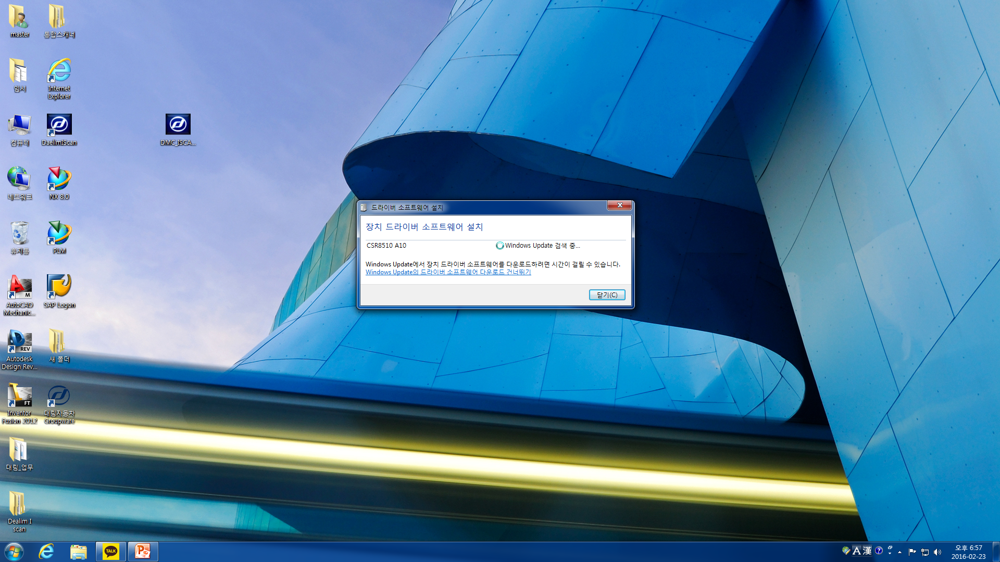 master
통합스캐너
임시
Internet
Explorer
컴퓨터
DaelimIScan
DMC_ISCA...
네트워크
NX 8.0
휴지통
PLM
AutoCAD
Mechanic...
SAP Logon
REV
Autodesk
Design Rev...
새 폴더
FT
Inventor
Fusion 2012
대림자동차
Groupware
대림_업무
Dealim I
scan
드라이버 소프트웨어 설치
장치 드라이버 소프트웨어 설치
CSR8510 A10
Windows Update 검색 중...
Windows Update에서 장치 드라이버 소프트웨어를 다운로드하려면 시간이 걸릴 수 있습니다.
Windows Update의 드라이버 소프트웨어 다운로드 건너뛰기
닫기(C)
TALK
A 漢
오후 6:57
2016-02-23